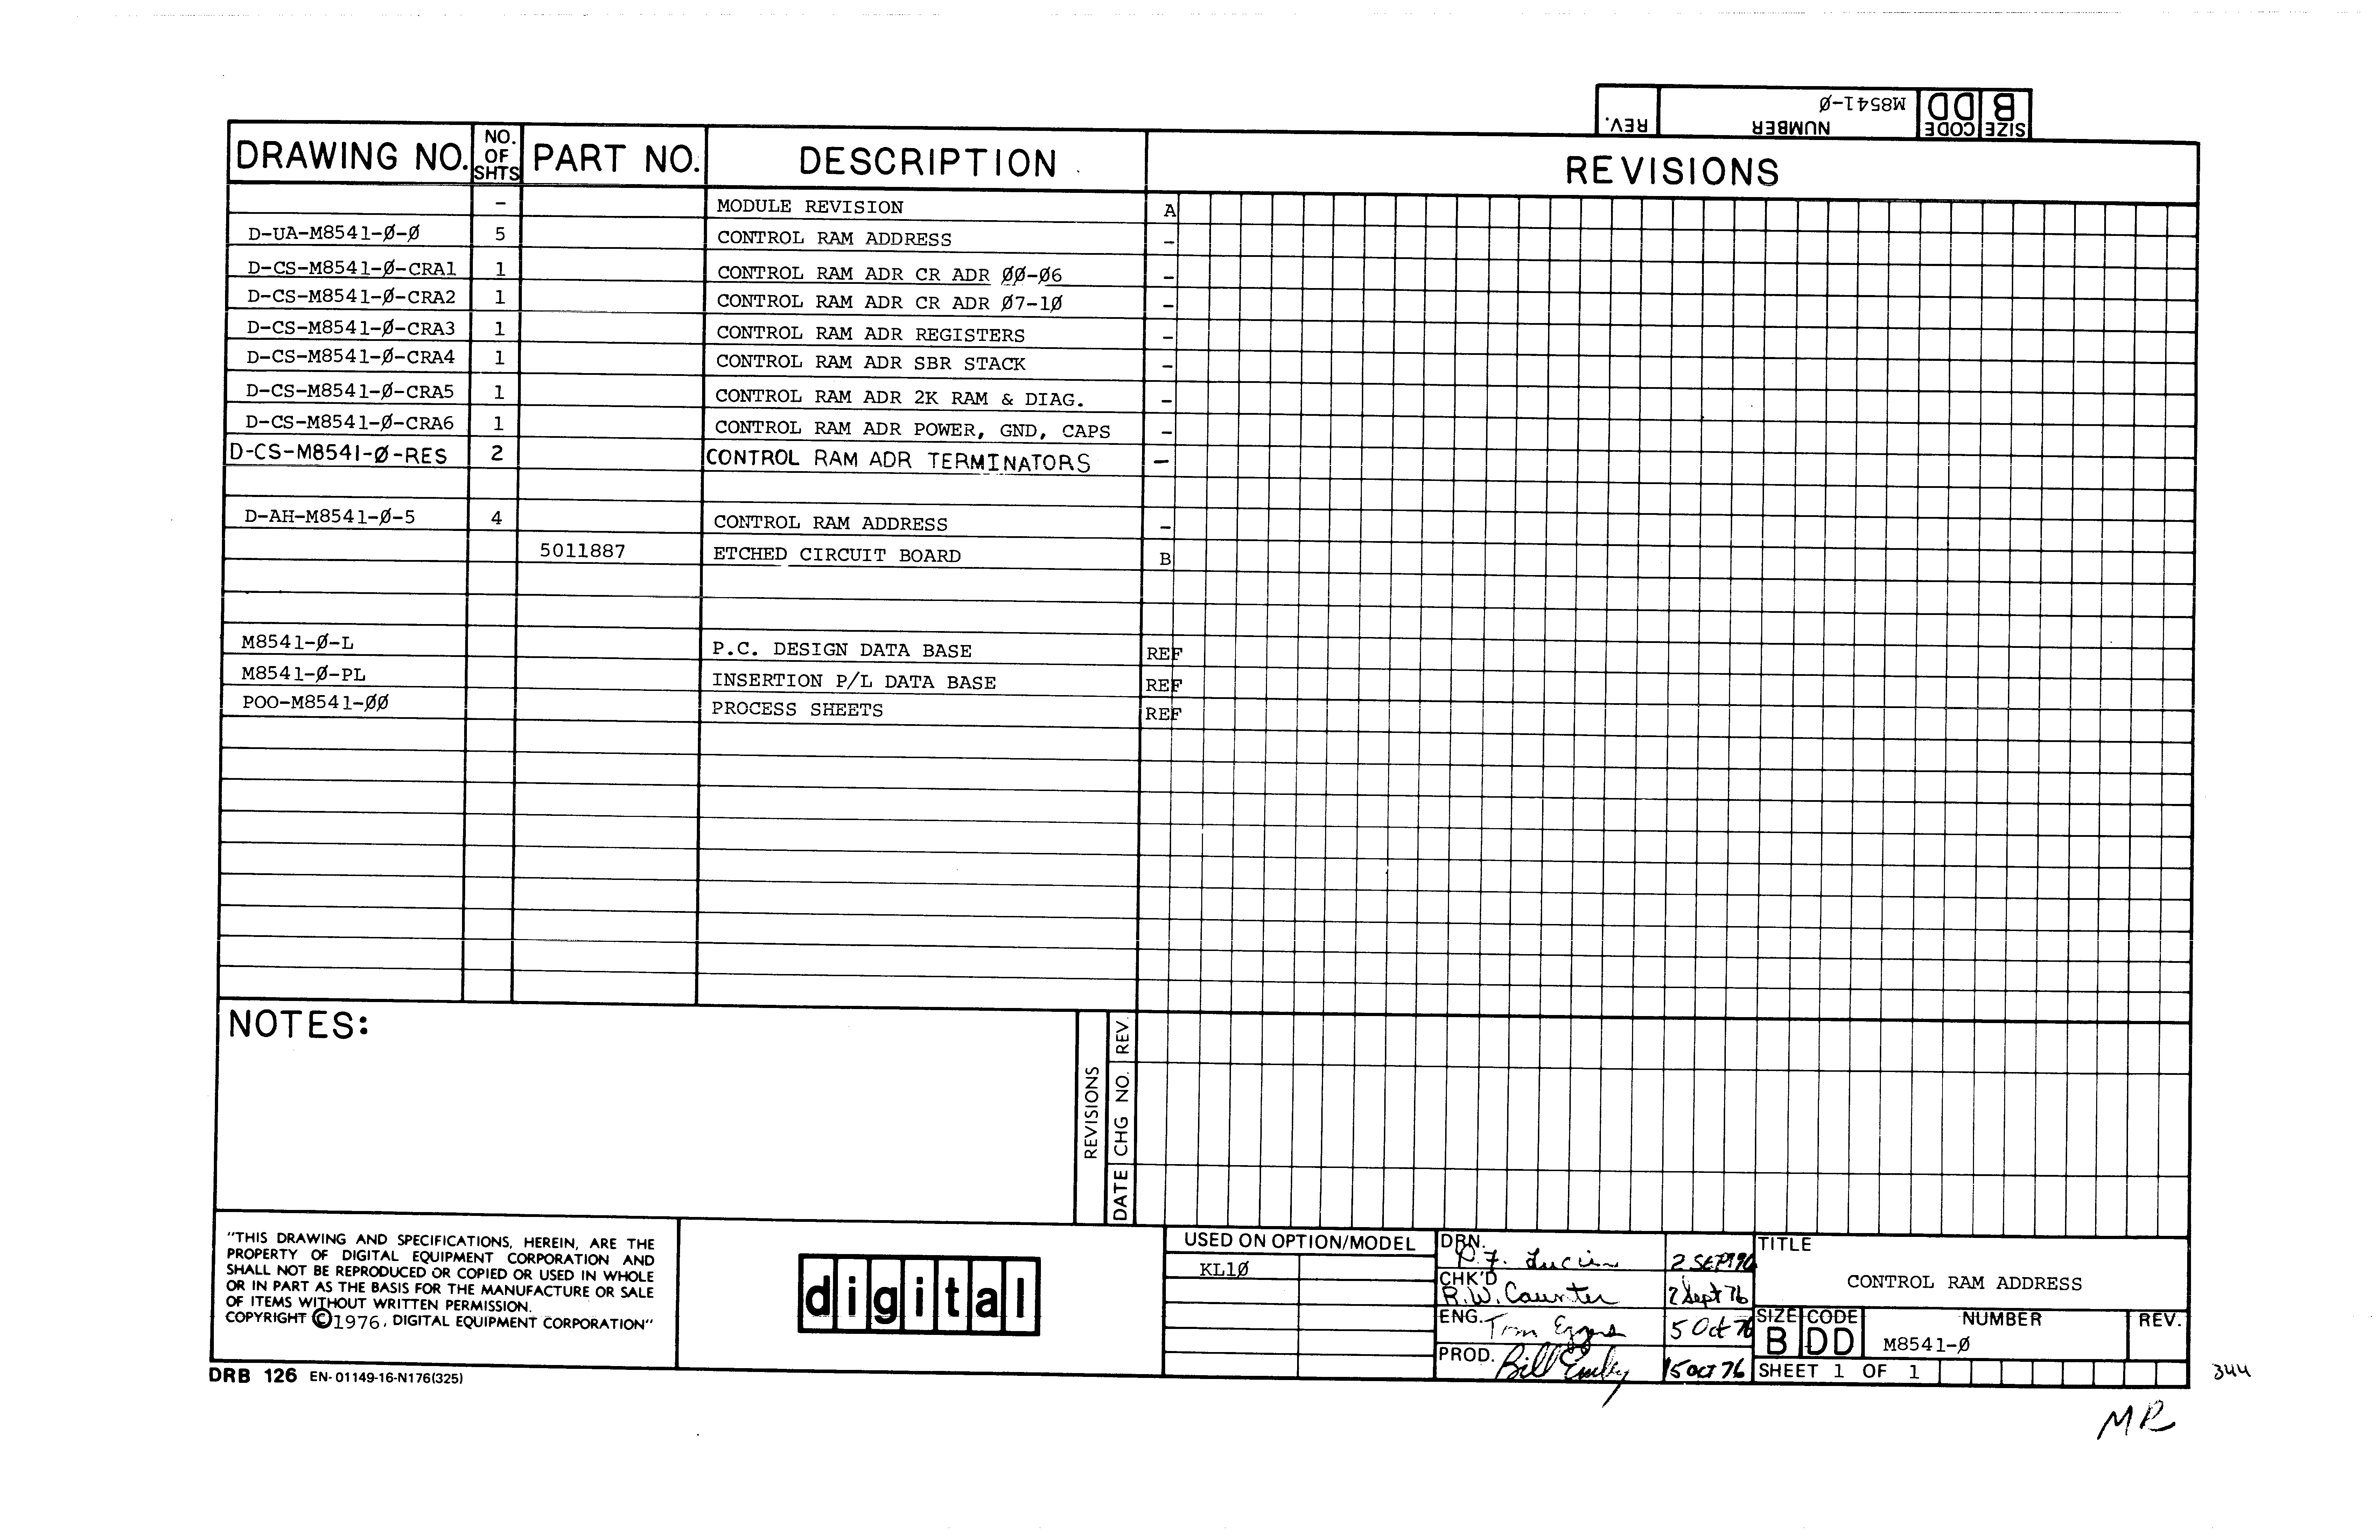 SIZE CODE NUMBER REV.
B DD M8541-Ø
DRAWING NO. NO. OF SHTS PART NO. DESCRIPTION REVISIONS
- MODULE REVISION A
D-UA-M8541-Ø-Ø 5 CONTROL RAM ADDRESS -
D-CS-M8541-Ø-CRA1 1 CONTROL RAM ADR CR ADR ØØ-Ø6 -
D-CS-M8541-Ø-CRA2 1 CONTROL RAM ADR CR ADR Ø7-1Ø -
D-CS-M8541-Ø-CRA3 1 CONTROL RAM ADR REGISTERS -
D-CS-M8541-Ø-CRA4 1 CONTROL RAM ADR SBR STACK -
D-CS-M8541-Ø-CRA5 1 CONTROL RAM ADR 2K RAM & DIAG. -
D-CS-M8541-Ø-CRA6 1 CONTROL RAM ADR POWER, GND, CAPS -
D-CS-M8541-Ø-RES 2 CONTROL RAM ADR TERMINATORS -
D-AH-M8541-Ø-5 4 CONTROL RAM ADDRESS -
5011887 ETCHED CIRCUIT BOARD B
M8541-Ø-L P.C. DESIGN DATA BASE REF
M8541-Ø-PL INSERTION P/L DATA BASE REF
POO-M8541-ØØ PROCESS SHEETS REF
NOTES:
REVISIONS
DATE CHG NO. REV.
"THIS DRAWING AND SPECIFICATIONS, HEREIN, ARE THE
PROPERTY OF DIGITAL EQUIPMENT CORPORATION AND
SHALL NOT BE REPRODUCED OR COPIED OR USED IN WHOLE
OR IN PART AS THE BASIS FOR THE MANUFACTURE OR SALE
OF ITEMS WITHOUT WRITTEN PERMISSION.
COPYRIGHT ©1976, DIGITAL EQUIPMENT CORPORATION"
digital
USED ON OPTION/MODEL
KL1Ø
DRN. Lucien
CHK'D R.W. Counter 2 Sept 76
ENG. Tom Eggers 5 Oct 76
PROD. Bill 15 OCT 76
TITLE
CONTROL RAM ADDRESS
SIZE CODE NUMBER REV.
B DD M8541-Ø
SHEET 1 OF 1
DRB 126 EN-01149-16-N176(325)
344
MR